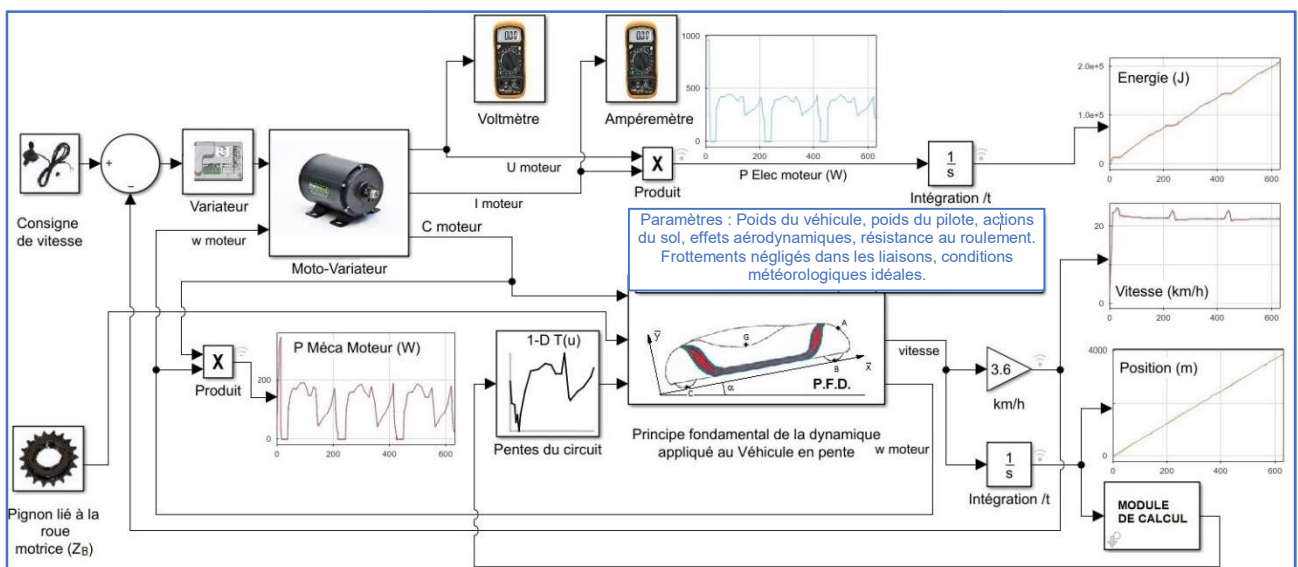 Consigne
de vitesse
+
−
Variateur
w moteur
Moto-Variateur
0.00
Voltmètre
0.00
Ampéremètre
U moteur
I moteur
C moteur
X
Produit
1000
500
0
0
200
400
600
P Elec moteur (W)
1
s
Intégration /t
2.0e+5
1.0e+5
0
Energie (J)
0
200
400
600
Paramètres : Poids du véhicule, poids du pilote, actions
du sol, effets aérodynamiques, résistance au roulement.
Frottements négligés dans les liaisons, conditions
météorologiques idéales.
20
0
Vitesse (km/h)
0
200
400
600
X
Produit
P Méca Moteur (W)
200
0
0
200
400
600
1-D T(u)
Pentes du circuit
y
G
A
B
x
C
α
P.F.D.
Principe fondamental de la dynamique
appliqué au Véhicule en pente
vitesse
w moteur
3.6
km/h
1
s
Intégration /t
4000
Position (m)
0
0
200
400
600
MODULE
DE CALCUL
Pignon lié à la
roue
motrice (ZB)